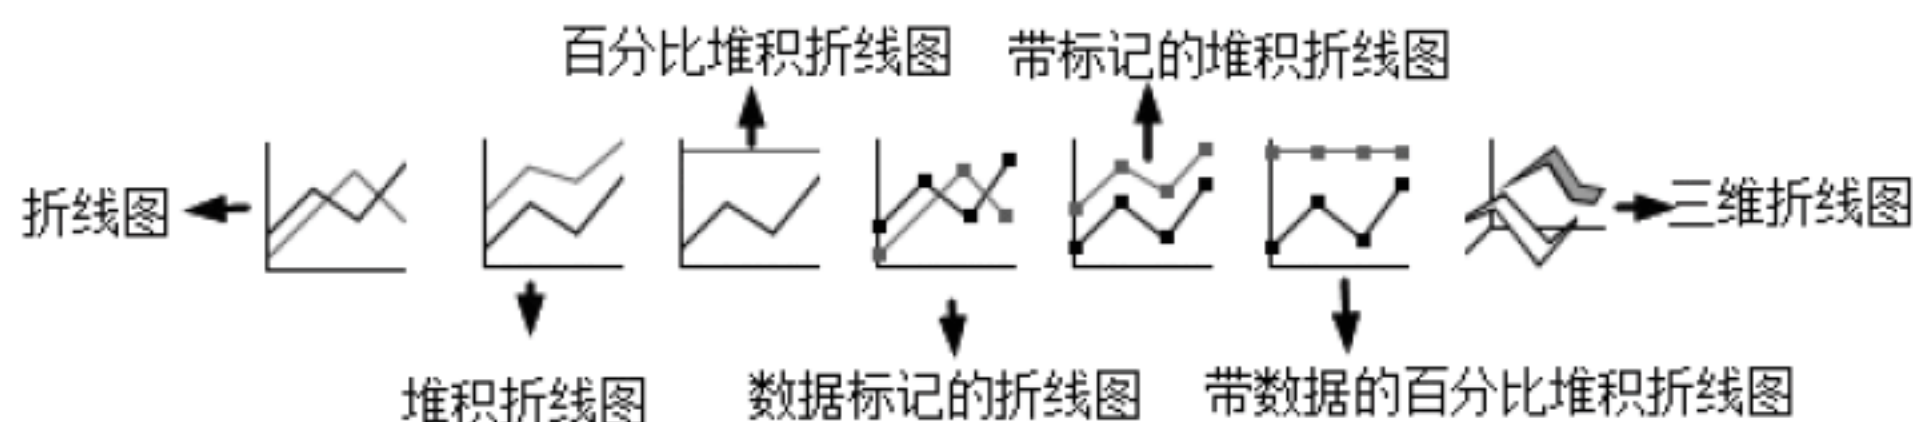 百分比堆积折线图
带标记的堆积折线图
折线图
三维折线图
堆积折线图
数据标记的折线图
带数据的百分比堆积折线图